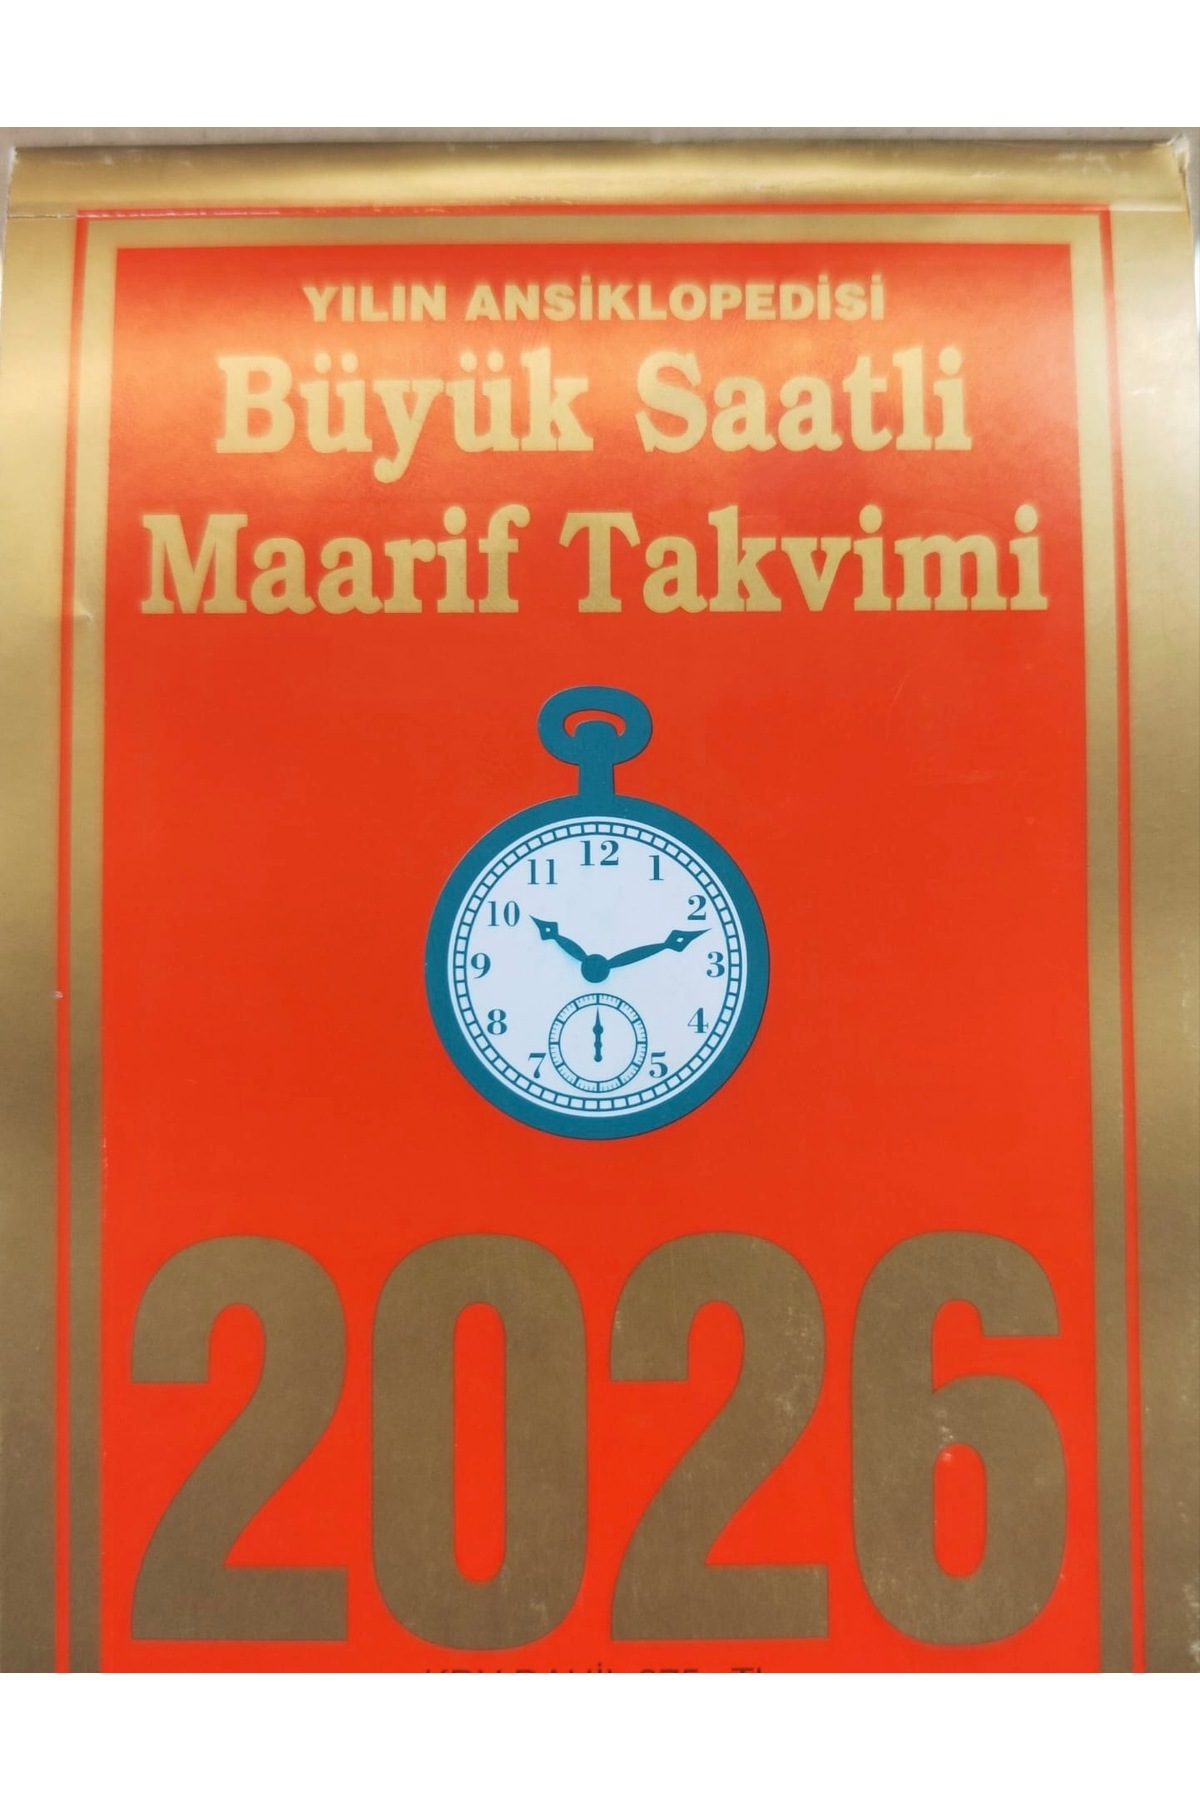 YILIN ANSİKLOPEDİSİ
Büyük Saatli
Maarif Takvimi
12
11 1
10 2
9 3
8 4
7 5
2026